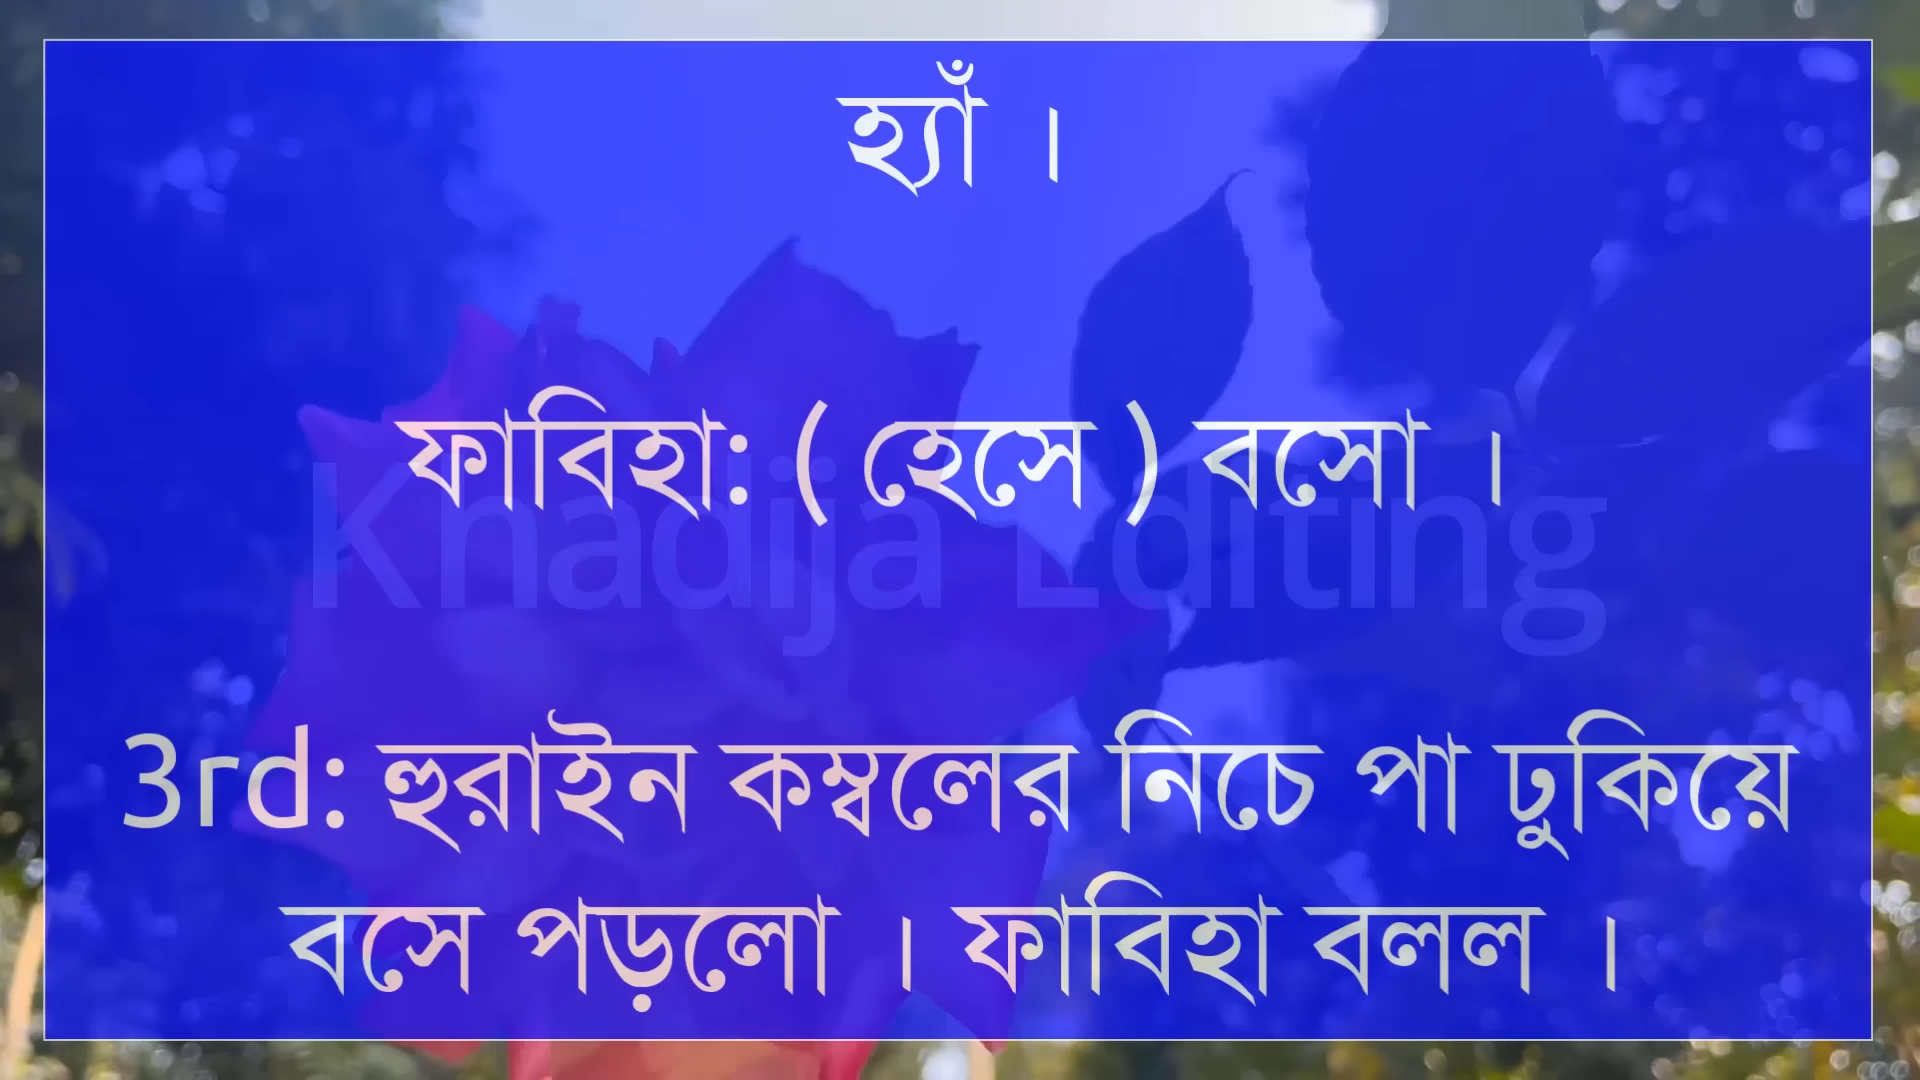 হ্যাঁ ।
ফাবিহা: ( হেসে ) বসো ।
Khadija Editing
3rd: হুরাইন কম্বলের নিচে পা ঢুকিয়ে
বসে পড়লো । ফাবিহা বলল ।